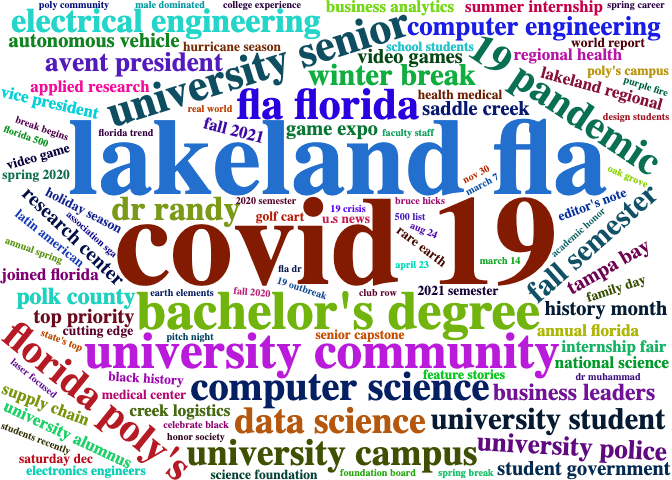 poly community
male dominated
college experience
business analytics
summer internship
spring career
electrical engineering
university senior
computer engineering
autonomous vehicle
hurricane season
school students
world report
avent president
video games
19 pandemic
regional health
winter break
poly's campus
applied research
health medical
lakeland regional
purple fire
vice president
real world
fla florida
saddle creek
design students
break begins
florida 500
florida trend
fall 2021
game expo
faculty staff
lakeland fla
video game
spring 2020
nov 30
march 7
oak grove
holiday season
research center
association sga
dr randy
2020 semester
golf cart
19 crisis
u.s news
bruce hicks
500 list
aug 24
rare earth
editor's note
academic honor
fall semester
latin american
annual spring
covid 19
joined florida
fla dr
19 outbreak
april 23
march 14
tampa bay
family day
polk county
earth elements
fall 2020
club row
2021 semester
top priority
bachelor's degree
history month
cutting edge
state's top
pitch night
senior capstone
annual florida
florida poly's
university community
internship fair
national science
laser focused
black history
feature stories
dr muhammad
medical center
computer science
business leaders
supply chain
creek logistics
university alumnus
celebrate black
data science
university student
students recently
honor society
university campus
university police
saturday dec
electronics engineers
science foundation
foundation board
spring break
student government